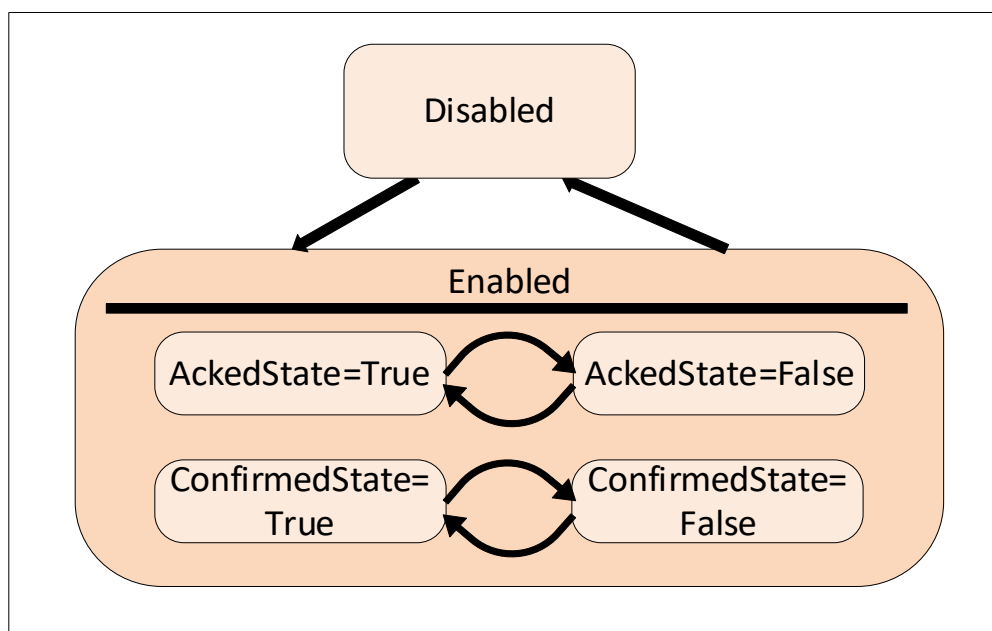 Disabled
Enabled
AckedState=True
AckedState=False
ConfirmedState=
True
ConfirmedState=
False